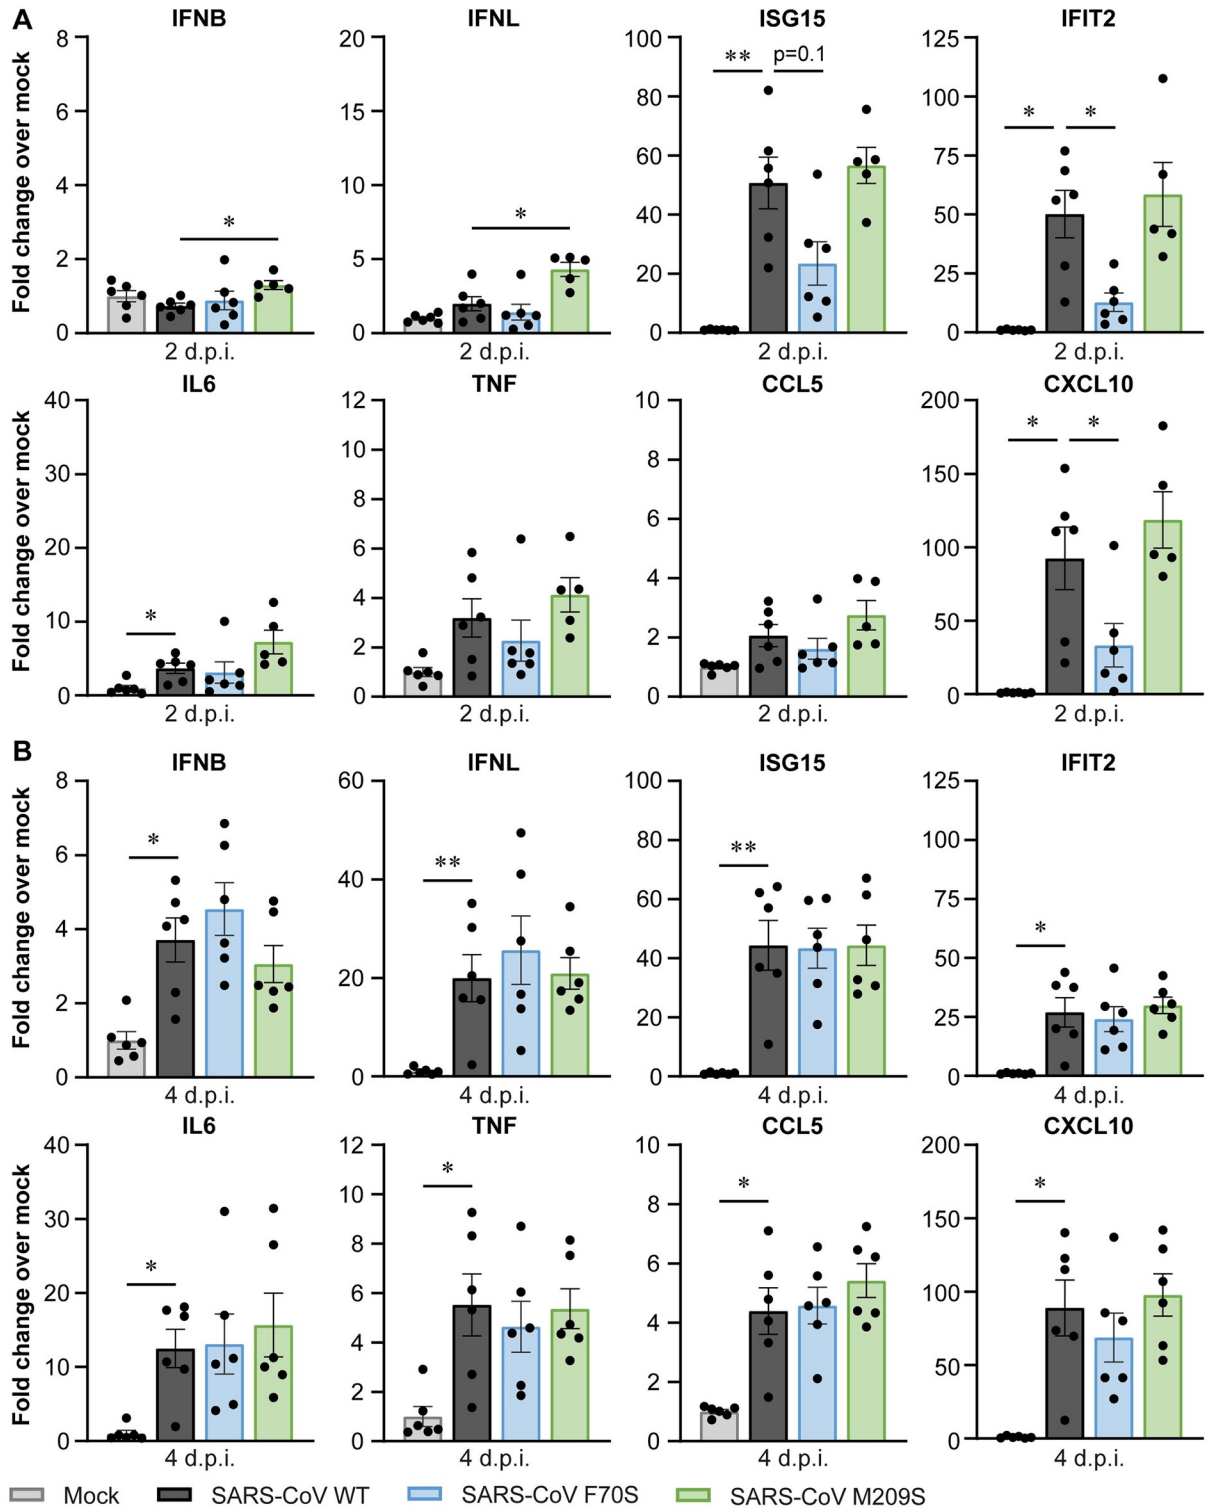 A
IFNB IFNL ISG15 IFIT2
Fold change over mock
8 6 4 2 0
*
2 d.p.i.
20 15 10 5 0
*
2 d.p.i.
100 80 60 40 20 0
** p=0.1
2 d.p.i.
125 100 75 50 25 0
* *
2 d.p.i.
IL6 TNF CCL5 CXCL10
Fold change over mock
40 30 20 10 0
*
2 d.p.i.
12 10 8 6 4 2 0
2 d.p.i.
10 8 6 4 2 0
2 d.p.i.
200 150 100 50 0
* *
2 d.p.i.
B
IFNB IFNL ISG15 IFIT2
Fold change over mock
8 6 4 2 0
*
4 d.p.i.
60 40 20 0
**
4 d.p.i.
100 80 60 40 20 0
**
4 d.p.i.
125 100 75 50 25 0
*
4 d.p.i.
IL6 TNF CCL5 CXCL10
Fold change over mock
40 30 20 10 0
*
4 d.p.i.
12 10 8 6 4 2 0
*
4 d.p.i.
10 8 6 4 2 0
*
4 d.p.i.
200 150 100 50 0
*
4 d.p.i.
Mock SARS-CoV WT SARS-CoV F70S SARS-CoV M209S